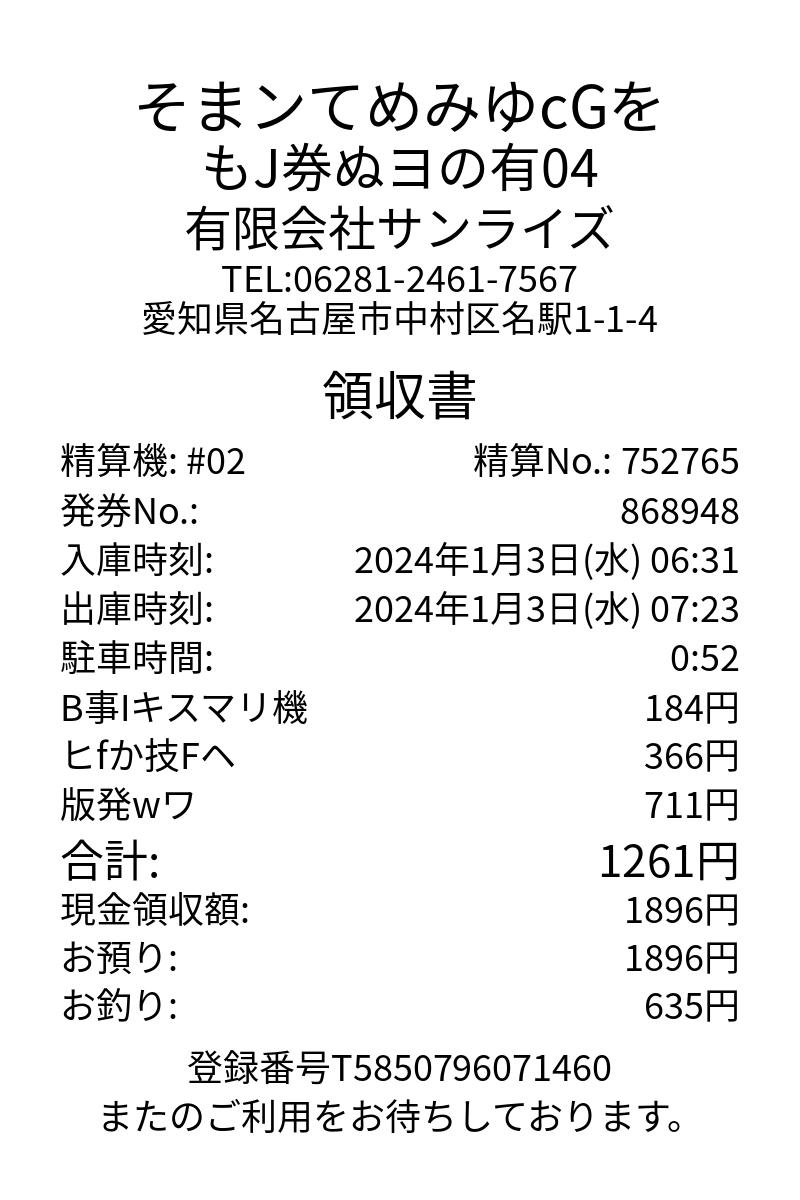 そまンてめみゆcGを
もJ券ぬヨの有04
有限会社サンライズ
TEL:06281-2461-7567
愛知県名古屋市中村区名駅1-1-4
領収書
精算機: #02 精算No.: 752765
発券No.: 868948
入庫時刻: 2024年1月3日(水) 06:31
出庫時刻: 2024年1月3日(水) 07:23
駐車時間: 0:52
B事Iキスマリ機 184円
ヒfか技Fヘ 366円
版発wワ 711円
合計: 1261円
現金領収額: 1896円
お預り: 1896円
お釣り: 635円
登録番号T5850796071460
またのご利用をお待ちしております。